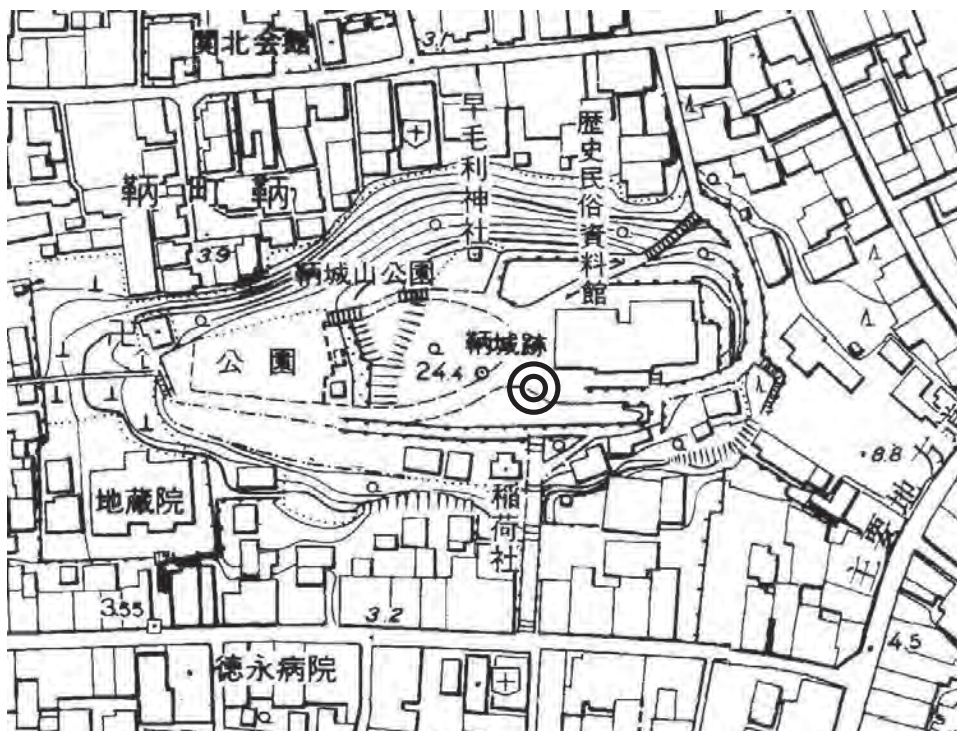 関北会館
3.1
早毛利神社
歴史民俗資料館
鞆町鞆
3.9
鞆城山公園
公園
鞆城跡
24.4
8.8
地蔵院
稲荷社
3.55
3.2
4.5
徳永病院